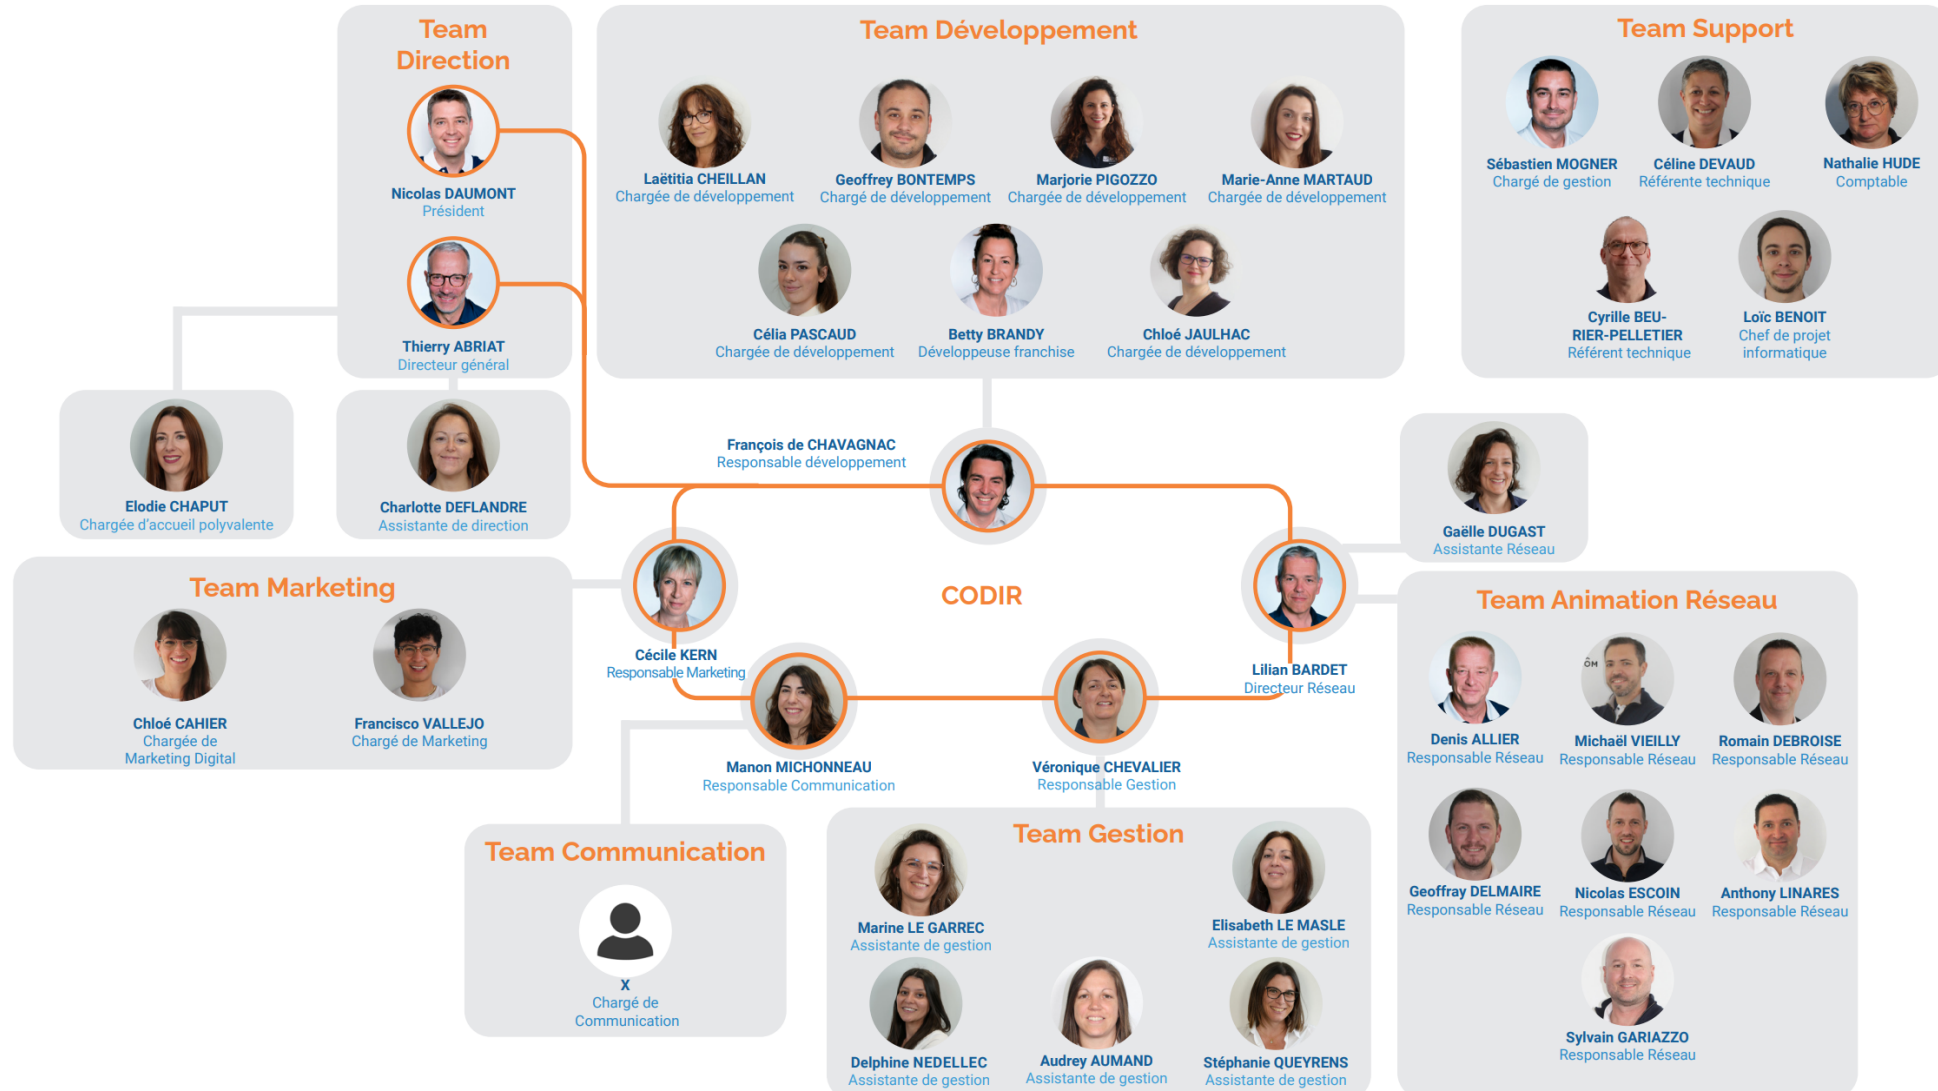 Team
Direction
Nicolas DAUMONT
Président
Thierry ABRIAT
Directeur général
Team Développement
Laëtitia CHEILLAN
Chargée de développement
Geoffrey BONTEMPS
Chargé de développement
Marjorie PIGOZZO
Chargée de développement
Marie-Anne MARTAUD
Chargée de développement
Célia PASCAUD
Chargée de développement
Betty BRANDY
Développeuse franchise
Chloé JAULHAC
Chargée de développement
Team Support
Sébastien MOGNER
Chargé de gestion
Céline DEVAUD
Référente technique
Nathalie HUDE
Comptable
Cyrille BEU-
RIER-PELLETIER
Référent technique
Loïc BENOIT
Chef de projet
informatique
Elodie CHAPUT
Chargée d'accueil polyvalente
Charlotte DEFLANDRE
Assistante de direction
François de CHAVAGNAC
Responsable développement
Gaëlle DUGAST
Assistante Réseau
Team Marketing
Chloé CAHIER
Chargée de
Marketing Digital
Francisco VALLEJO
Chargé de Marketing
CODIR
Cécile KERN
Responsable Marketing
Lilian BARDET
Directeur Réseau
Manon MICHONNEAU
Responsable Communication
Véronique CHEVALIER
Responsable Gestion
Team Animation Réseau
ÔM
Denis ALLIER
Responsable Réseau
Michaël VIEILLY
Responsable Réseau
Romain DEBROISE
Responsable Réseau
Geoffray DELMAIRE
Responsable Réseau
Nicolas ESCOIN
Responsable Réseau
Anthony LINARES
Responsable Réseau
Sylvain GARIAZZO
Responsable Réseau
Team Communication
X
Chargé de
Communication
Team Gestion
Marine LE GARREC
Assistante de gestion
Elisabeth LE MASLE
Assistante de gestion
Delphine NEDELLEC
Assistante de gestion
Audrey AUMAND
Assistante de gestion
Stéphanie QUEYRENS
Assistante de gestion